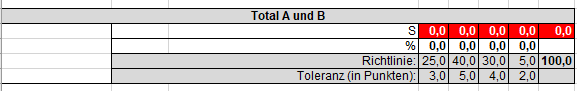 Total A und B
S 0,0 0,0 0,0 0,0 0,0
% 0,0 0,0 0,0 0,0
Richtlinie: 25,0 40,0 30,0 5,0 100,0
Toleranz (in Punkten): 3,0 5,0 4,0 2,0